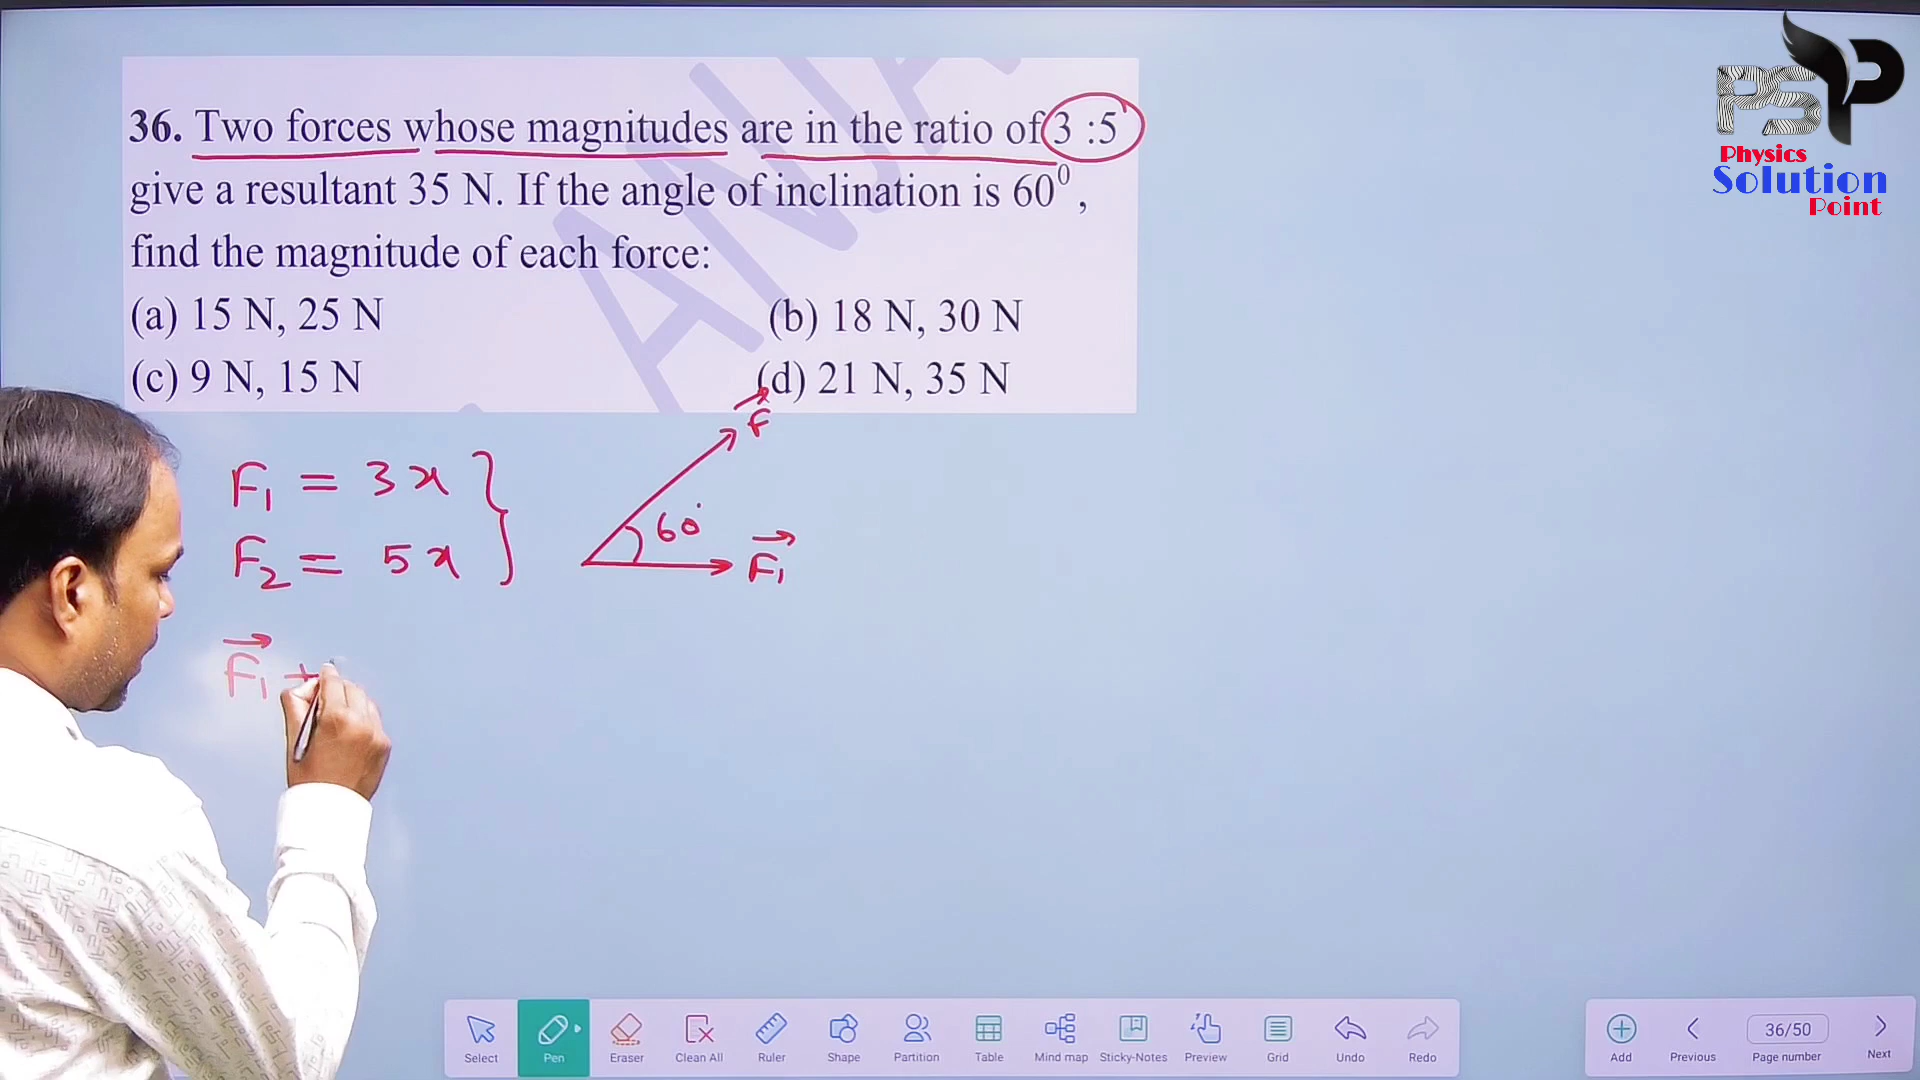 36. Two forces whose magnitudes are in the ratio of 3 :5
give a resultant 35 N. If the angle of inclination is 60⁰ ,
find the magnitude of each force:
(a) 15 N, 25 N (b) 18 N, 30 N
(c) 9 N, 15 N (d) 21 N, 35 N
PSP
Physics
Solution
Point
F₁ = 3x
F₂ = 5x
F
60°
F₁
F₁ +
Select Pen Eraser Clean All Ruler Shape Partition Table Mind map Sticky-Notes Preview Grid Undo Redo
Add Previous 36/50 Page number Next